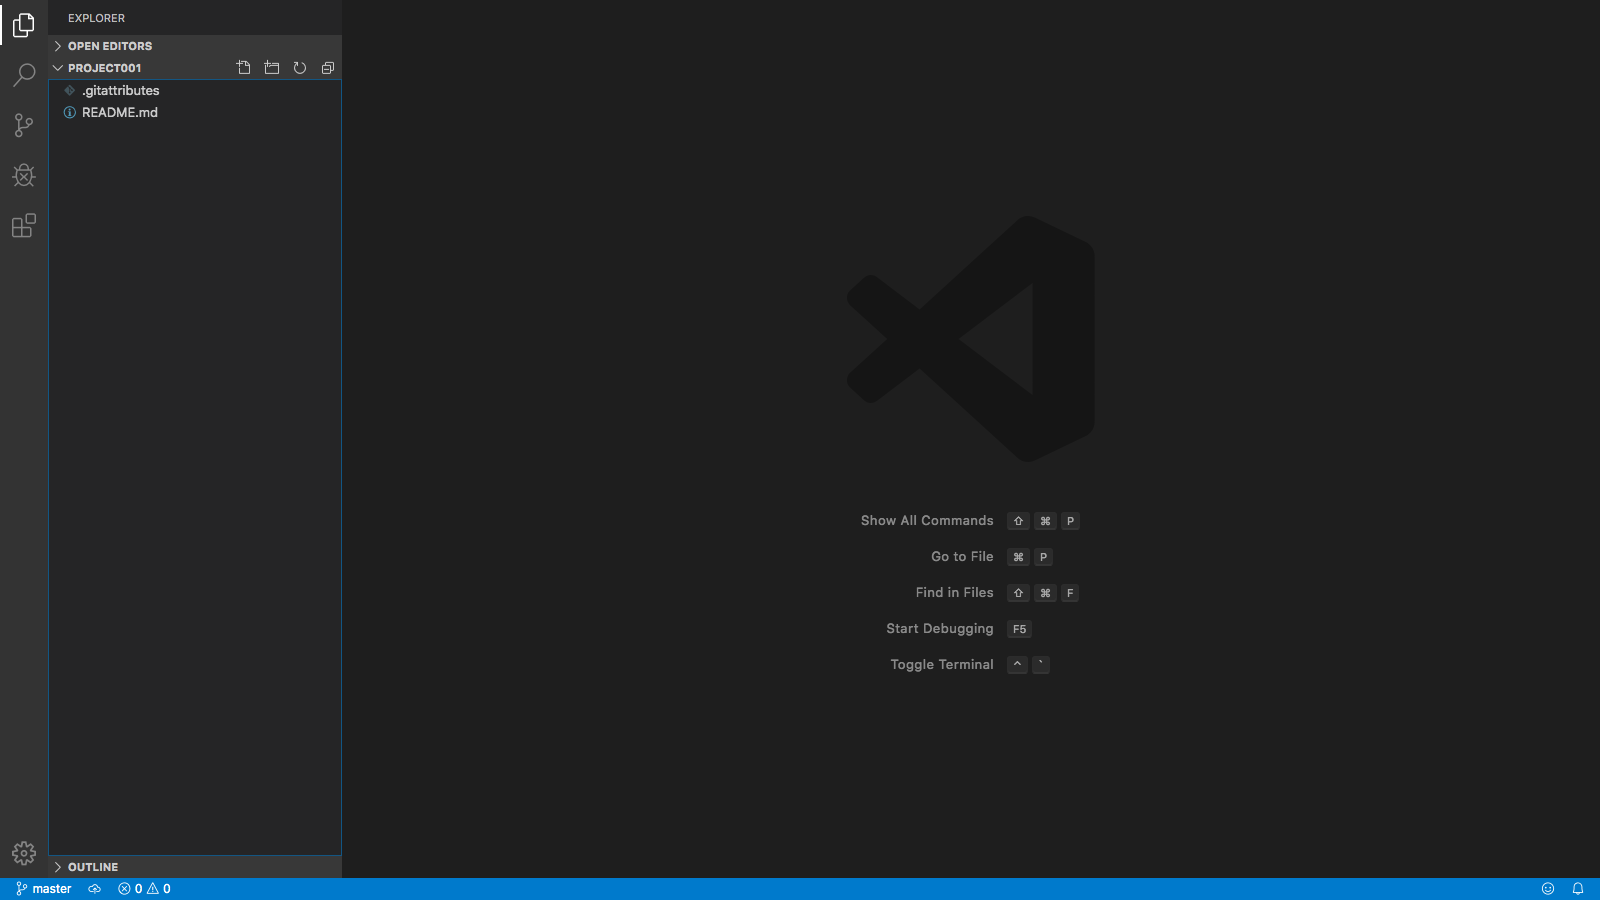 EXPLORER
OPEN EDITORS
PROJECT001
.gitattributes
README.md
Show All Commands ⇧ ⌘ P
Go to File ⌘ P
Find in Files ⇧ ⌘ F
Start Debugging F5
Toggle Terminal ^ `
OUTLINE
master 0 0